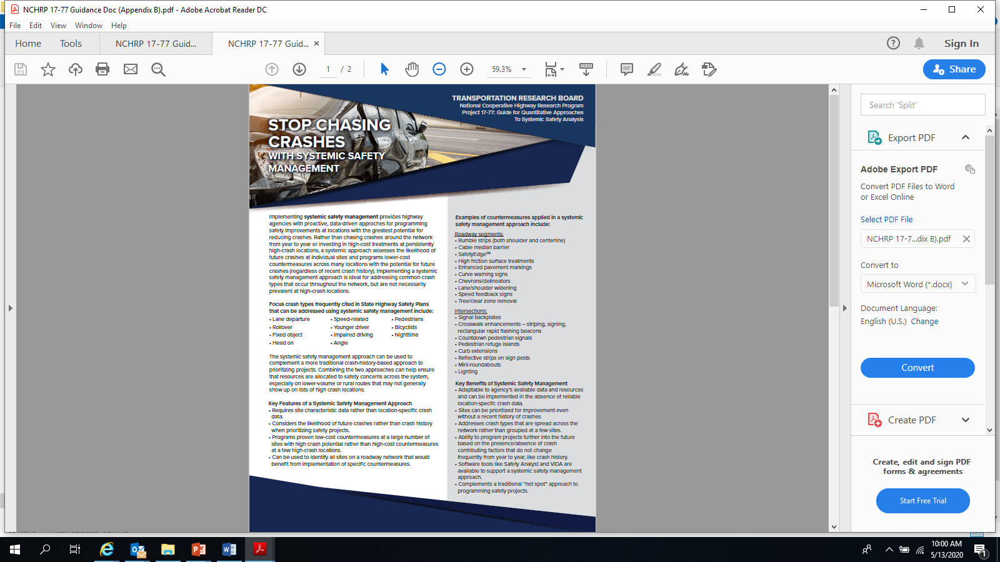 NCHRP 17-77 Guidance Doc (Appendix B).pdf - Adobe Acrobat Reader DC
File Edit View Window Help
Home Tools NCHRP 17-77 Guid... NCHRP 17-77 Guid... Sign In
1 / 2 59.3% Share
TRANSPORTATION RESEARCH BOARD
National Cooperative Highway Research Program
Project 17-77: Guide for Quantitative Approaches
To Systemic Safety Analysis
STOP CHASING
CRASHES
WITH SYSTEMIC SAFETY
MANAGEMENT
Implementing systemic safety management provides highway
agencies with proactive, data-driven approches for programming
safety improvements at locations with the greatest potential for
reducing crashes. Rather than chasing crashes around the network
from year to year or investing in high-cost treatments at persistently
high-crash locations, a systemic approach assesses the likelihood of
future crashes at individual sites and programs lower-cost
countermeasures across many locations with the potential for future
crashes (regardless of recent crash history). Implementing a systemic
safety management approach is ideal for addressing common crash
types that occur throughout the network, but are not necessarily
prevalent at high-crash locations.
Focus crash types frequently cited in State Highway Safety Plans
that can be addressed using systemic safety management include:
• Lane departure • Speed-related • Pedestrians
• Rollover • Younger driver • Bicyclists
• Fixed object • Impaired driving • Nighttime
• Head on • Angle
The systemic safety management approach can be used to
complement a more traditional crash-history-based approach to
prioritizing projects. Combining the two approaches can help ensure
that resources are allocated to safety concerns across the system,
especially on lower-volume or rural routes that may not generally
show up on lists of high crash locations.
Key Features of a Systemic Safety Management Approach
• Requires site characteristic data rather than location-specific crash
data.
• Considers the likelihood of future crashes rather than crash history
when prioritizing safety projects.
• Programs proven low-cost countermeasures at a large number of
sites with high crash potential rather than high-cost countermeasures
at a few high-crash locations.
• Can be used to identify all sites on a roadway network that would
benefit from implementation of specific countermeasures.
Examples of countermeasures applied in a systemic
safety management approach include:
Roadway segments:
• Rumble strips (both shoulder and centerline)
• Cable median barrier
• SafetyEdge℠
• High friction surface treatments
• Enhanced pavement markings
• Curve warning signs
• Chevrons/delineators
• Lane/shoulder widening
• Speed feedback signs
• Tree/clear zone removal
Intersections:
• Signal backplates
• Crosswalk enhancements – striping, signing,
rectangular rapid flashing beacons
• Countdown pedestrian signals
• Pedestrian refuge islands
• Curb extensions
• Reflective strips on sign posts
• Mini-roundabouts
• Lighting
Key Benefits of Systemic Safety Management
• Adaptable to agency's available data and resources
and can be implemented in the absence of reliable
location-specifc crash data.
• Sites can be prioritized for improvement even
without a recent history of crashes.
• Addresses crash types that are spread across the
network rather than grouped at a few sites.
• Ability to program projects further into the future
based on the presence/absence of crash
contributing factors that do not change
frequently from year to year, like crash history.
• Software tools like Safety Analyst and ViDA are
available to support a systemic safety management
approach.
• Complements a traditional "hot spot" approach to
programming safety projects.
Search 'Split'
Export PDF
Adobe Export PDF
Convert PDF Files to Word
or Excel Online
Select PDF File
NCHRP 17-7...dix B).pdf
Convert to
Microsoft Word (*.docx)
Document Language:
English (U.S.) Change
Convert
Create PDF
Create, edit and sign PDF
forms & agreements
Start Free Trial
10:00 AM
5/13/2020
1